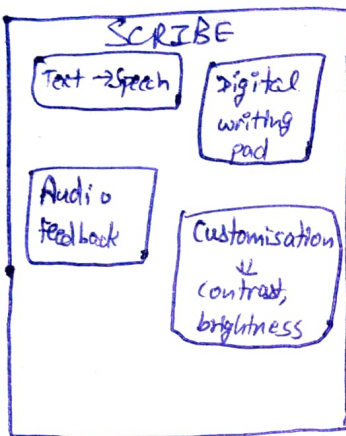 SCRIBE
Text → Speech
Digital
writing
pad
Audio
Feedback
Customisation
⇓
contrast,
brightness